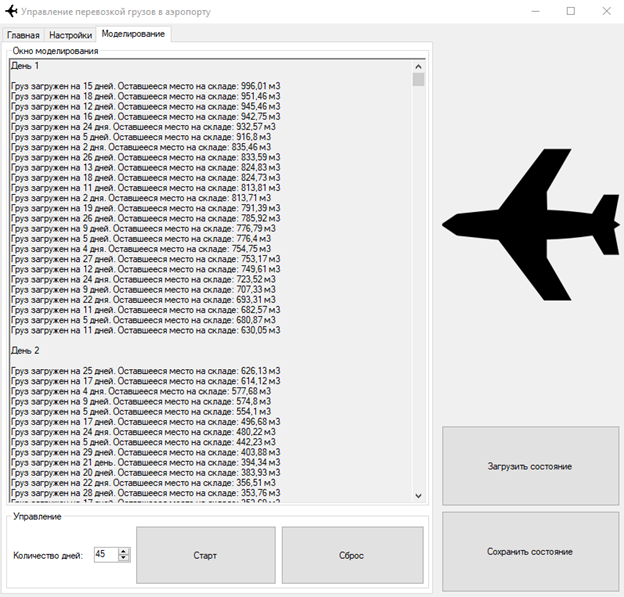 Управление перевозкой грузов в аэропорту
Главная Настройки Моделирование
Окно моделирования
День 1
Груз загружен на 15 дней. Оставшееся место на складе: 996,01 м3
Груз загружен на 18 дней. Оставшееся место на складе: 951,46 м3
Груз загружен на 12 дней. Оставшееся место на складе: 945,46 м3
Груз загружен на 16 дней. Оставшееся место на складе: 942,75 м3
Груз загружен на 24 дня. Оставшееся место на складе: 932,57 м3
Груз загружен на 5 дней. Оставшееся место на складе: 916,8 м3
Груз загружен на 2 дня. Оставшееся место на складе: 835,46 м3
Груз загружен на 26 дней. Оставшееся место на складе: 833,59 м3
Груз загружен на 13 дней. Оставшееся место на складе: 824,83 м3
Груз загружен на 18 дней. Оставшееся место на складе: 824,73 м3
Груз загружен на 11 дней. Оставшееся место на складе: 813,81 м3
Груз загружен на 2 дня. Оставшееся место на складе: 813,71 м3
Груз загружен на 19 дней. Оставшееся место на складе: 791,39 м3
Груз загружен на 26 дней. Оставшееся место на складе: 785,92 м3
Груз загружен на 9 дней. Оставшееся место на складе: 776,79 м3
Груз загружен на 5 дней. Оставшееся место на складе: 776,4 м3
Груз загружен на 4 дня. Оставшееся место на складе: 754,75 м3
Груз загружен на 27 дней. Оставшееся место на складе: 753,17 м3
Груз загружен на 12 дней. Оставшееся место на складе: 749,61 м3
Груз загружен на 24 дня. Оставшееся место на складе: 723,52 м3
Груз загружен на 9 дней. Оставшееся место на складе: 707,33 м3
Груз загружен на 22 дня. Оставшееся место на складе: 693,31 м3
Груз загружен на 11 дней. Оставшееся место на складе: 682,57 м3
Груз загружен на 5 дней. Оставшееся место на складе: 680,87 м3
Груз загружен на 11 дней. Оставшееся место на складе: 630,05 м3
День 2
Груз загружен на 25 дней. Оставшееся место на складе: 626,13 м3
Груз загружен на 17 дней. Оставшееся место на складе: 614,12 м3
Груз загружен на 4 дня. Оставшееся место на складе: 577,68 м3
Груз загружен на 9 дней. Оставшееся место на складе: 574,8 м3
Груз загружен на 5 дней. Оставшееся место на складе: 554,1 м3
Груз загружен на 17 дней. Оставшееся место на складе: 496,68 м3
Груз загружен на 24 дня. Оставшееся место на складе: 480,22 м3
Груз загружен на 5 дней. Оставшееся место на складе: 442,23 м3
Груз загружен на 29 дней. Оставшееся место на складе: 403,88 м3
Груз загружен на 21 день. Оставшееся место на складе: 394,34 м3
Груз загружен на 20 дней. Оставшееся место на складе: 383,93 м3
Груз загружен на 22 дня. Оставшееся место на складе: 356,51 м3
Груз загружен на 28 дней. Оставшееся место на складе: 353,76 м3
Управление
Количество дней: 45
Старт
Сброс
Загрузить состояние
Сохранить состояние